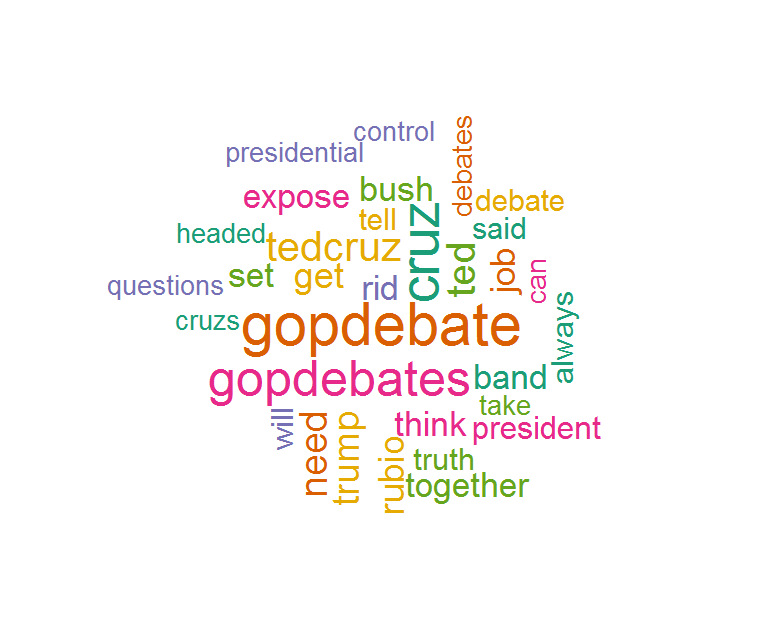 control
presidential
debates
expose
bush
debate
tell
said
headed
tedcruz
cruz
ted
job
can
questions
set
get
rid
always
cruzs
gopdebate
gopdebates
band
take
will
need
trump
rubio
think
president
truth
together